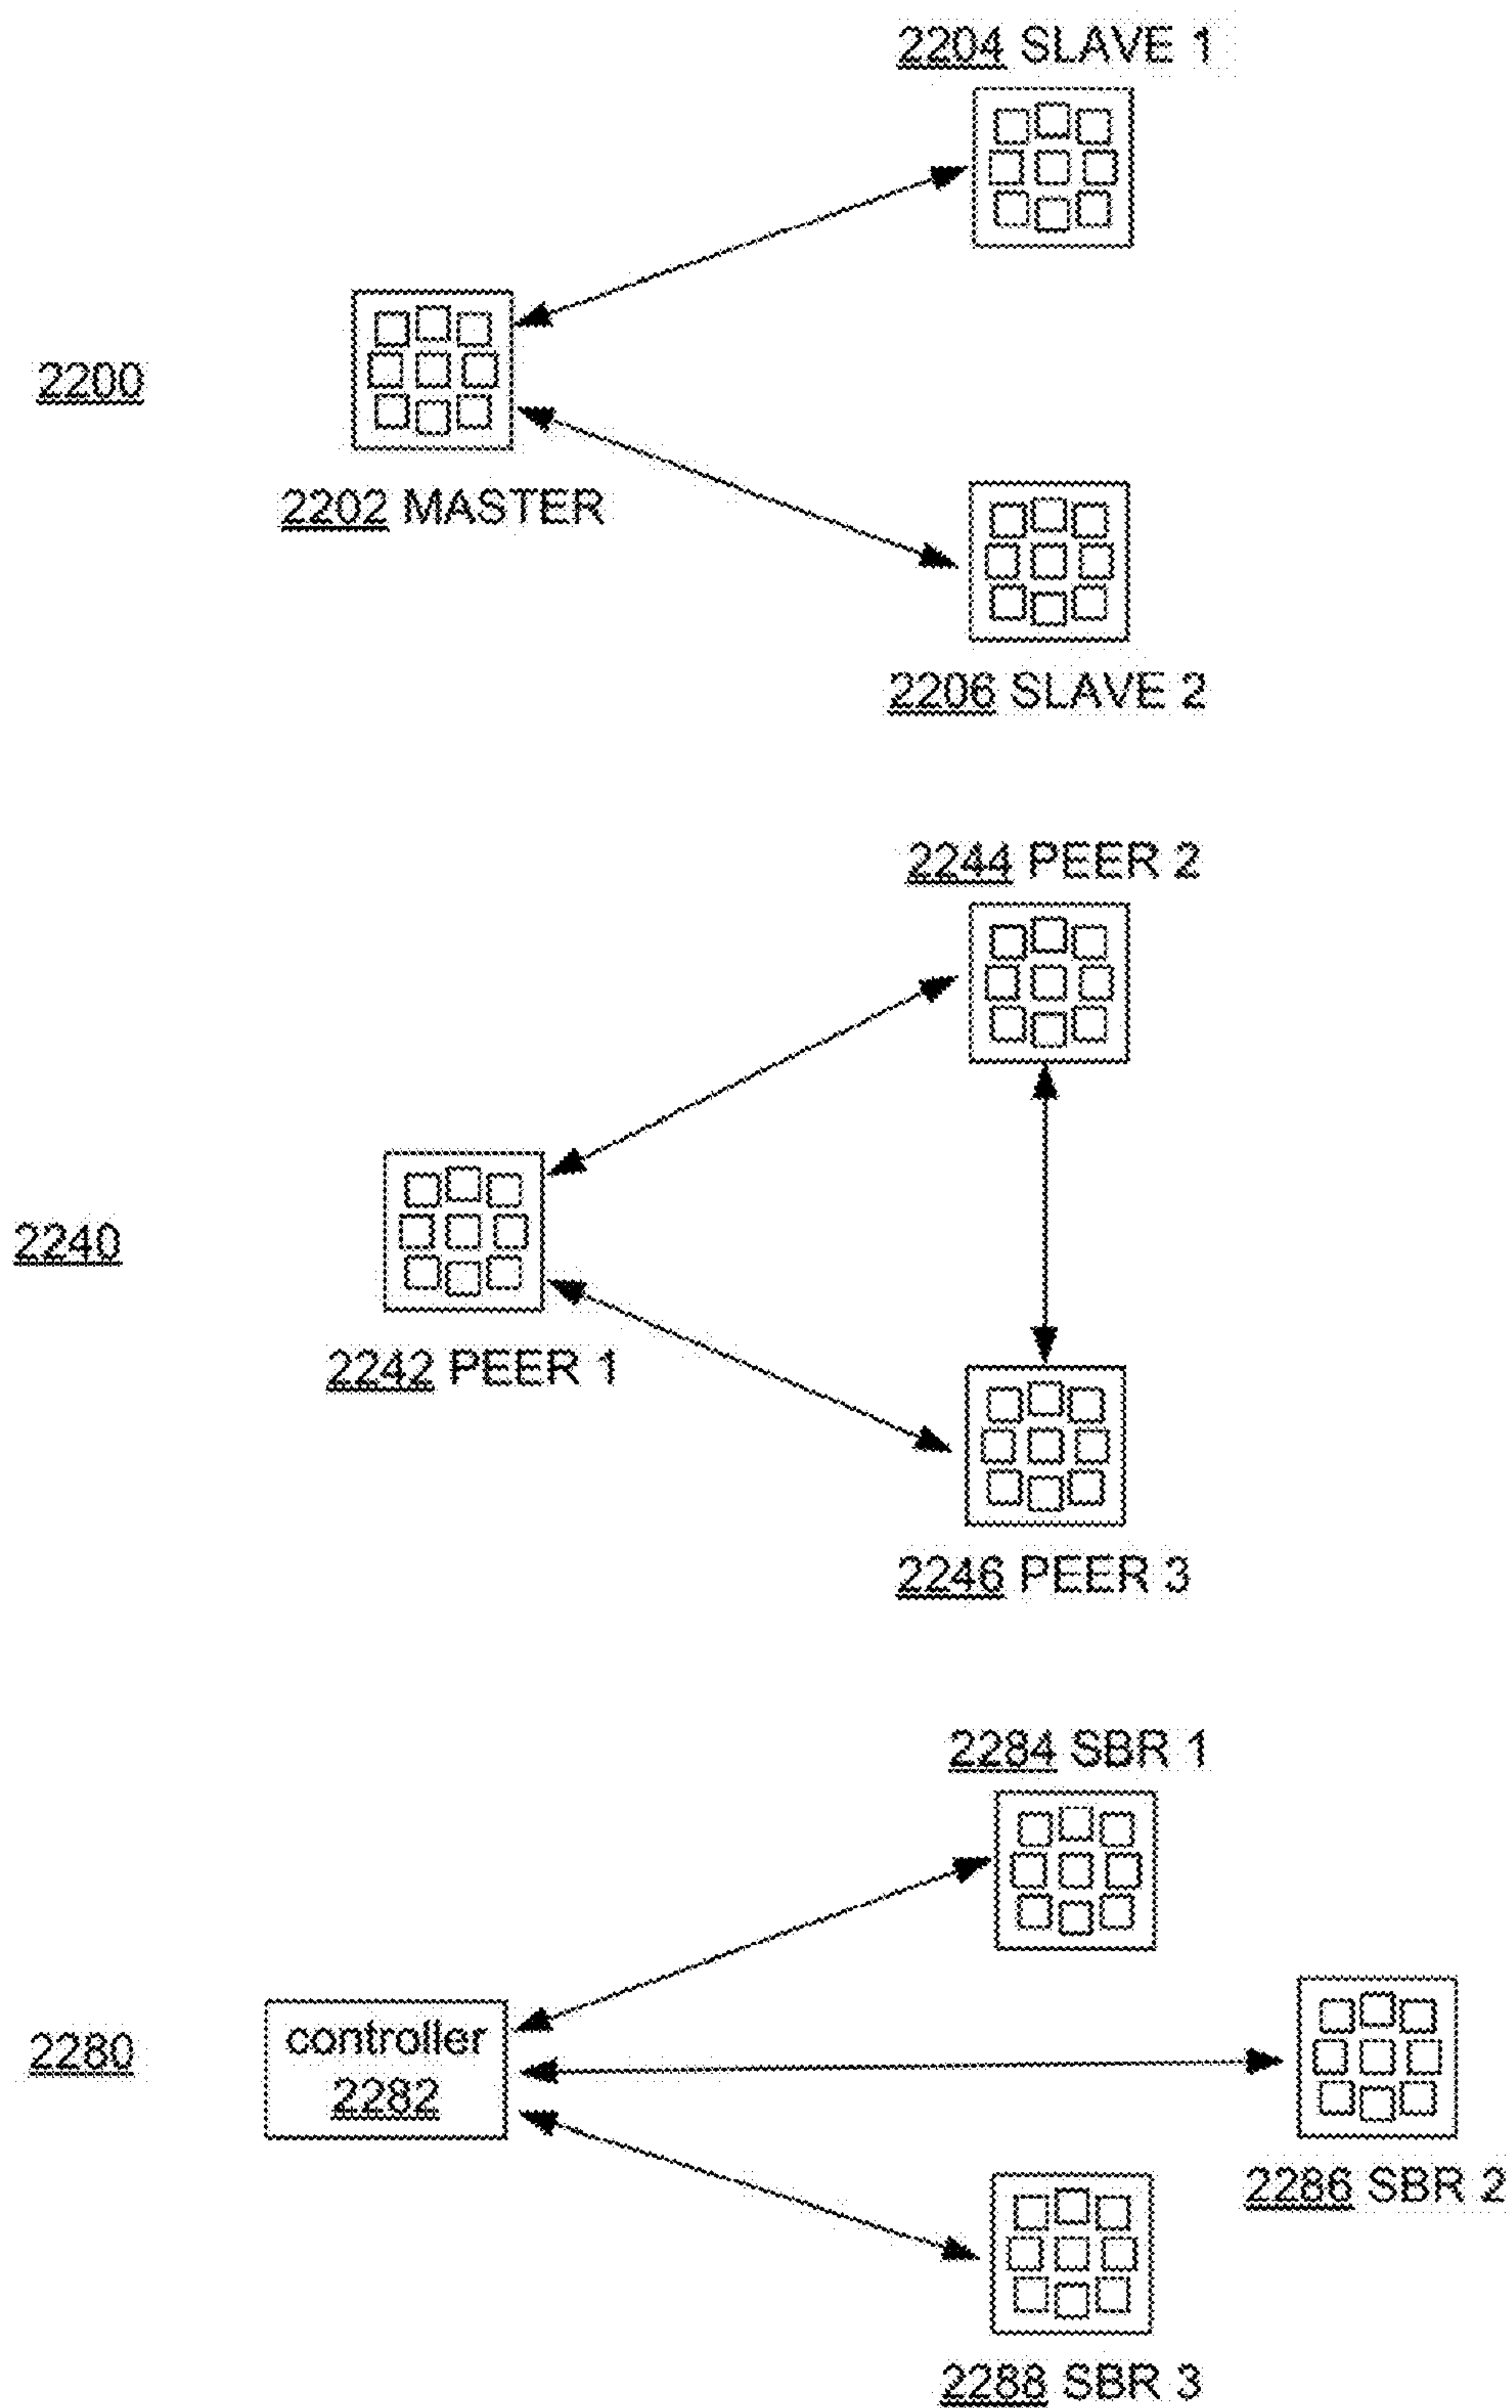 2204 SLAVE 1
2200
2202 MASTER
2206 SLAVE 2
2244 PEER 2
2240
2242 PEER 1
2246 PEER 3
2284 SBR 1
2280
controller
2282
2286 SBR 2
2288 SBR 3